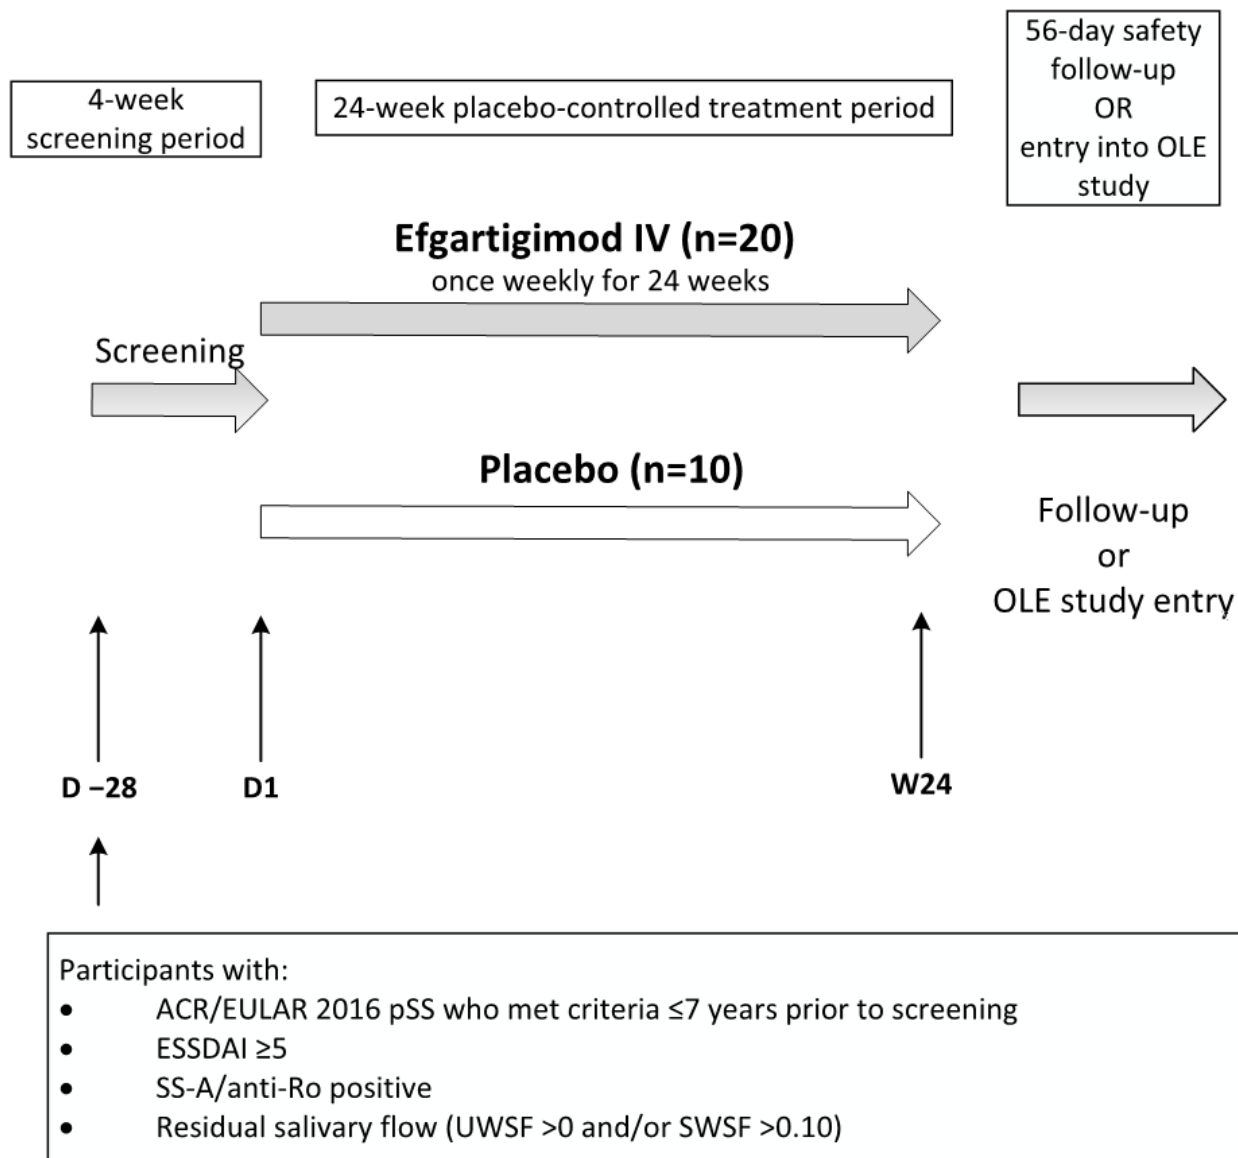 4-week
screening period
24-week placebo-controlled treatment period
56-day safety
follow-up
OR
entry into OLE
study
Efgartigimod IV (n=20)
once weekly for 24 weeks
Screening
Placebo (n=10)
Follow-up
or
OLE study entry
D −28
D1
W24
Participants with:
• ACR/EULAR 2016 pSS who met criteria ≤7 years prior to screening
• ESSDAI ≥5
• SS-A/anti-Ro positive
• Residual salivary flow (UWSF >0 and/or SWSF >0.10)